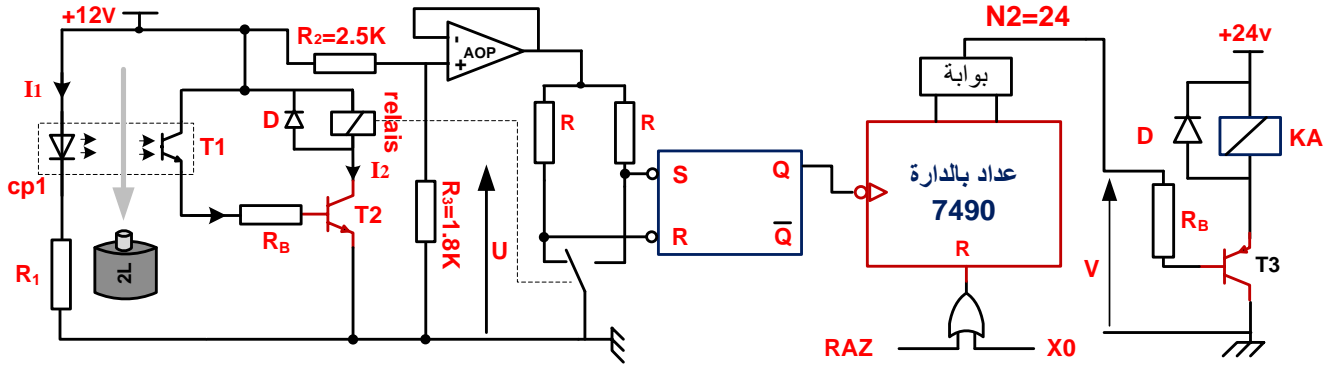 +12V
I1
cp1
R1
2L
T1
RB
D
relais
I2
T2
R2=2.5K
R3=1.8K
-
+
AOP
U
R
R
S
R
Q
Q̅
N2=24
بوابة
عداد بالدارة
7490
R
RAZ
X0
V
+24v
D
KA
RB
T3